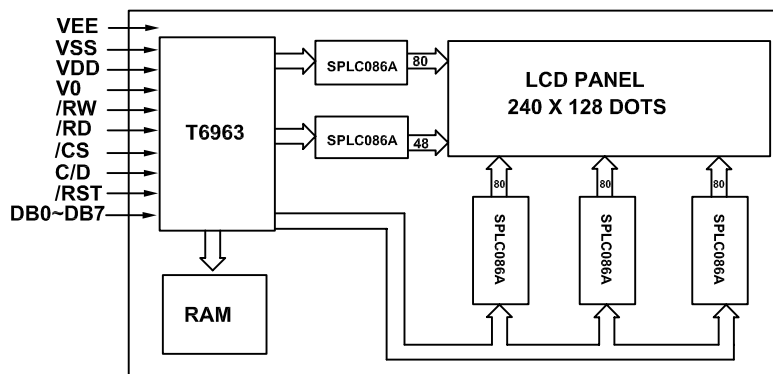 VEE
VSS
VDD
V0
/RW
/RD
/CS
C/D
/RST
DB0~DB7
T6963
RAM
SPLC086A
80
SPLC086A
48
LCD PANEL
240 X 128 DOTS
80
80
80
SPLC086A
SPLC086A
SPLC086A